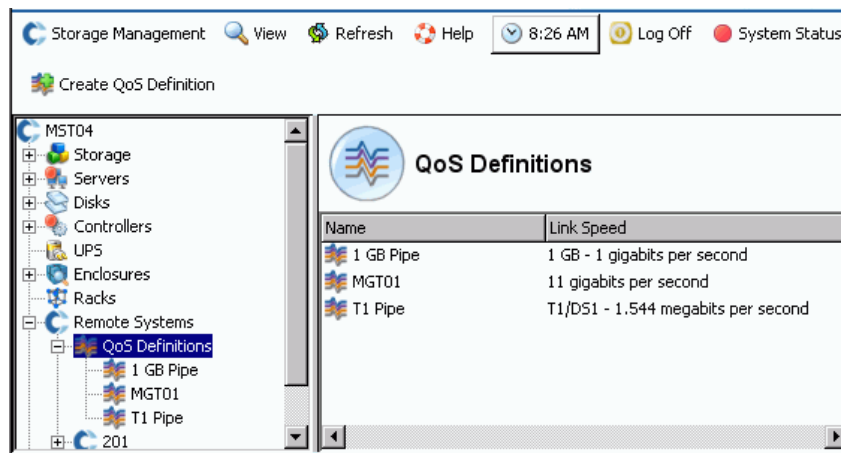 Storage Management View Refresh Help 8:26 AM Log Off System Status
Create QoS Definition
MST04
Storage
Servers
Disks
Controllers
UPS
Enclosures
Racks
Remote Systems
QoS Definitions
1 GB Pipe
MGT01
T1 Pipe
201
QoS Definitions
Name Link Speed
1 GB Pipe 1 GB - 1 gigabits per second
MGT01 11 gigabits per second
T1 Pipe T1/DS1 - 1.544 megabits per second